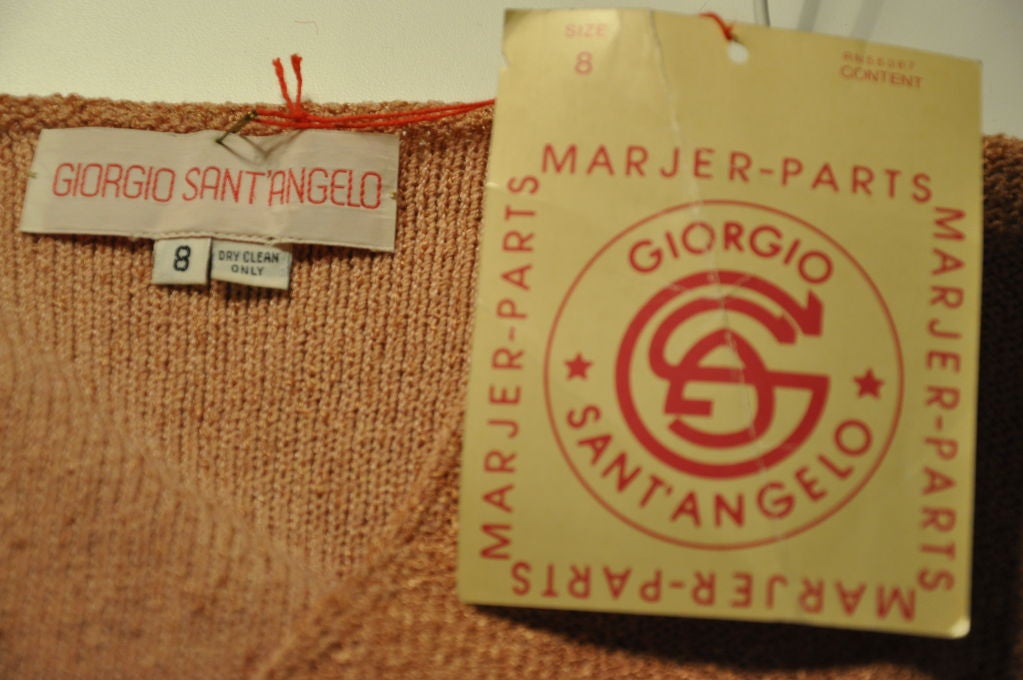 GIORGIO SANT'ANGELO
8
DRY CLEAN
ONLY
SIZE
8
CONTENT
MARJER-PARTS
MARJER-PARTS
MARJER-PARTS
MARJER-PARTS
GIORGIO
SANT'ANGELO